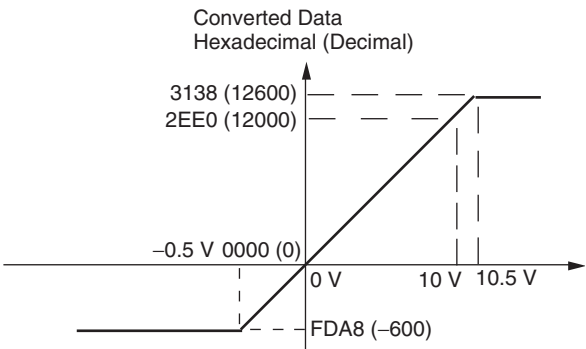 Converted Data
Hexadecimal (Decimal)
3138 (12600)
2EE0 (12000)
−0.5 V 0000 (0)
0 V
10 V
10.5 V
FDA8 (−600)